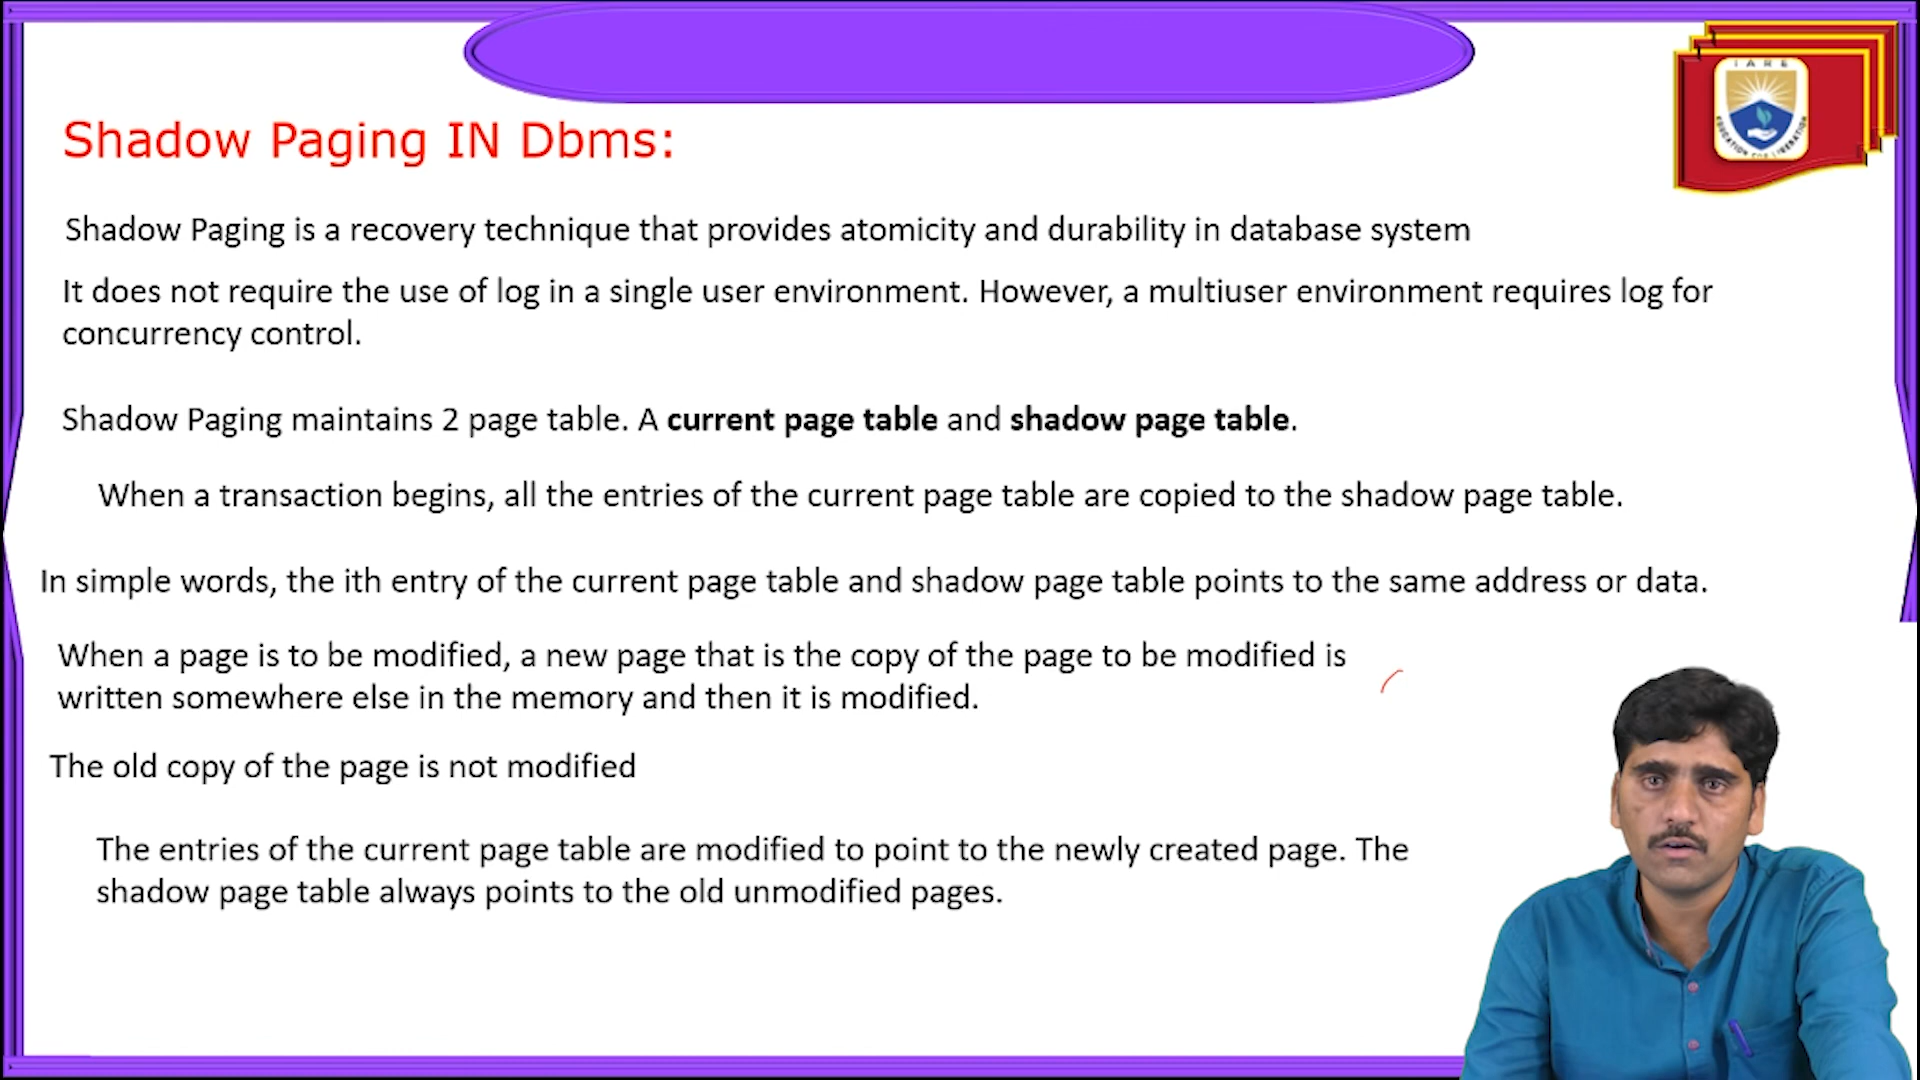 IARE
EDUCATION FOR LIBERATION
Shadow Paging IN Dbms:
Shadow Paging is a recovery technique that provides atomicity and durability in database system
It does not require the use of log in a single user environment. However, a multiuser environment requires log for
concurrency control.
Shadow Paging maintains 2 page table. A current page table and shadow page table.
When a transaction begins, all the entries of the current page table are copied to the shadow page table.
In simple words, the ith entry of the current page table and shadow page table points to the same address or data.
When a page is to be modified, a new page that is the copy of the page to be modified is
written somewhere else in the memory and then it is modified.
The old copy of the page is not modified
The entries of the current page table are modified to point to the newly created page. The
shadow page table always points to the old unmodified pages.